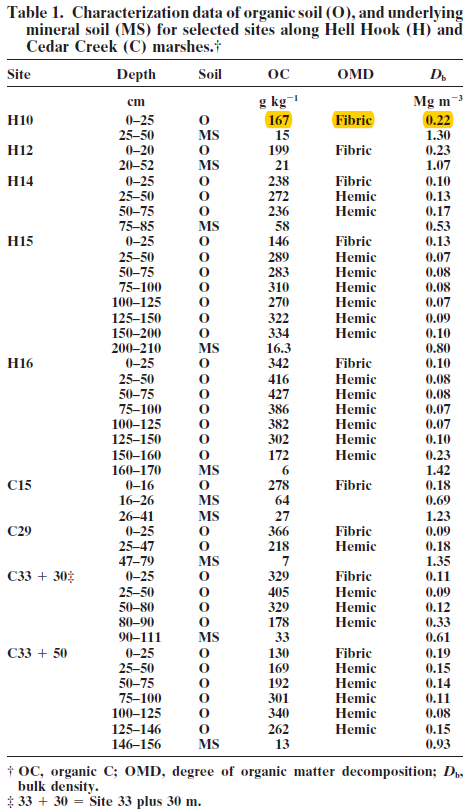 Table 1. Characterization data of organic soil (O), and underlying
mineral soil (MS) for selected sites along Hell Hook (H) and
Cedar Creek (C) marshes.†
Site Depth Soil OC OMD Db
cm g kg⁻¹ Mg m⁻³
H10 0–25 O 167 Fibric 0.22
25–50 MS 15 1.30
H12 0–20 O 199 Fibric 0.23
20–52 MS 21 1.07
H14 0–25 O 238 Fibric 0.10
25–50 O 272 Hemic 0.13
50–75 O 236 Hemic 0.17
75–85 MS 58 0.53
H15 0–25 O 146 Fibric 0.13
25–50 O 289 Hemic 0.07
50–75 O 283 Hemic 0.08
75–100 O 310 Hemic 0.08
100–125 O 270 Hemic 0.07
125–150 O 322 Hemic 0.09
150–200 O 334 Hemic 0.10
200–210 MS 16.3 0.80
H16 0–25 O 342 Fibric 0.10
25–50 O 416 Hemic 0.08
50–75 O 427 Hemic 0.08
75–100 O 386 Hemic 0.07
100–125 O 382 Hemic 0.07
125–150 O 302 Hemic 0.10
150–160 O 172 Hemic 0.23
160–170 MS 6 1.42
C15 0–16 O 278 Fibric 0.18
16–26 MS 64 0.69
26–41 MS 27 1.23
C29 0–25 O 366 Fibric 0.09
25–47 O 218 Hemic 0.18
47–79 MS 7 1.35
C33 + 30‡ 0–25 O 329 Fibric 0.11
25–50 O 405 Hemic 0.09
50–80 O 329 Hemic 0.12
80–90 O 178 Hemic 0.33
90–111 MS 33 0.61
C33 + 50 0–25 O 130 Fibric 0.19
25–50 O 169 Hemic 0.15
50–75 O 192 Hemic 0.14
75–100 O 301 Hemic 0.11
100–125 O 340 Hemic 0.08
125–146 O 262 Hemic 0.15
146–156 MS 13 0.93
† OC, organic C; OMD, degree of organic matter decomposition; Db,
bulk density.
‡ 33 + 30 = Site 33 plus 30 m.